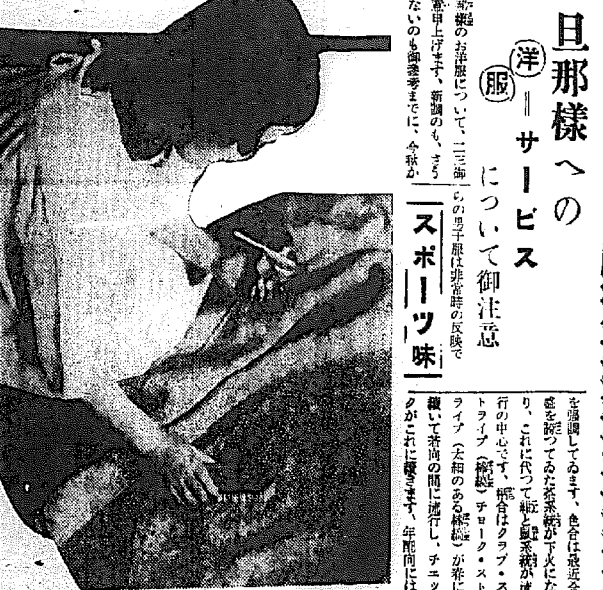 旦那様への
洋服＝サービス
について御注意
様のお洋服について、二三御
意申上げます、新調のも、さう
ないのも御参考までに、今秋か
らの男子服は非常時の反映で
スポーツ味
を強調してゐます、色合は最近全
盛を誇つてゐた茶系統が下火にな
り、これに代つて紺と鼠系統が流
行の中心です、柄合はクラブ・ス
トライプ（棒縞）チヨーク・スト
ライプ（太細のある棒縞）が春に
続いて若向の間に流行し、チエツ
クがこれに続きます、年配向には